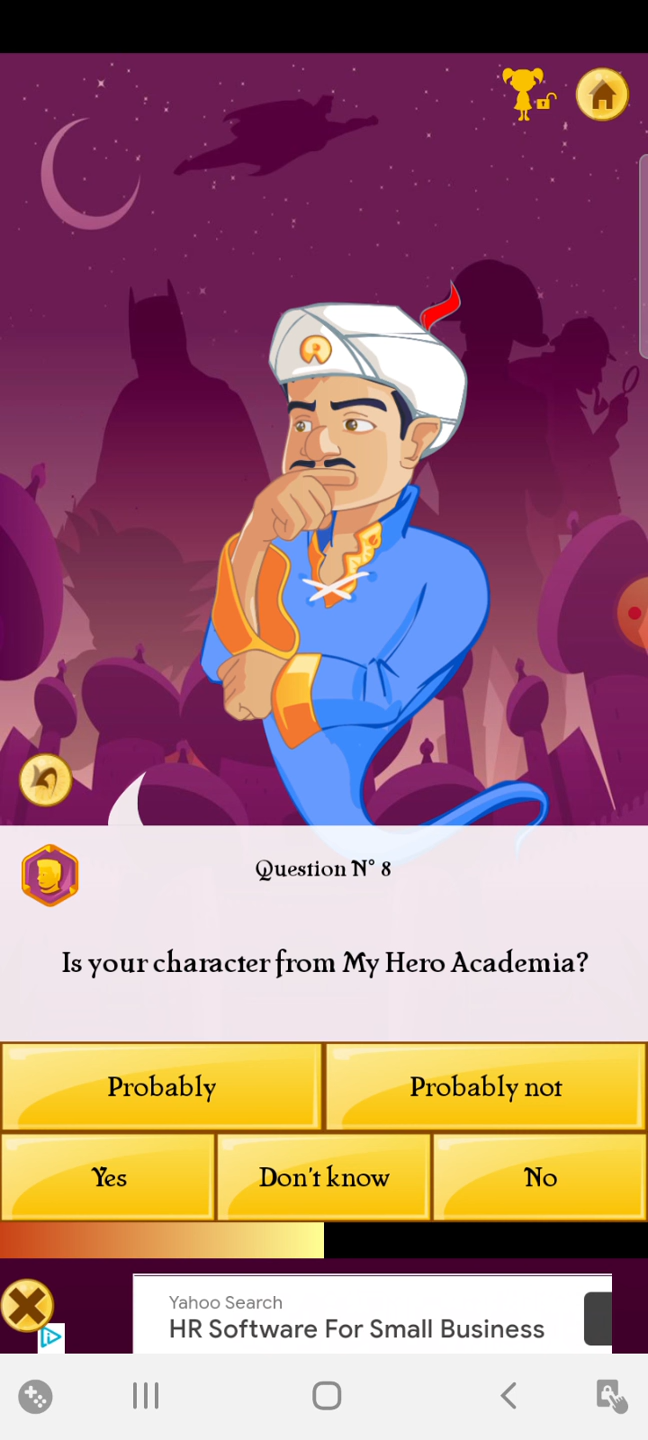 Question N° 8
Is your character from My Hero Academia?
Probably
Probably not
Yes
Don't know
No
Yahoo Search
HR Software For Small Business